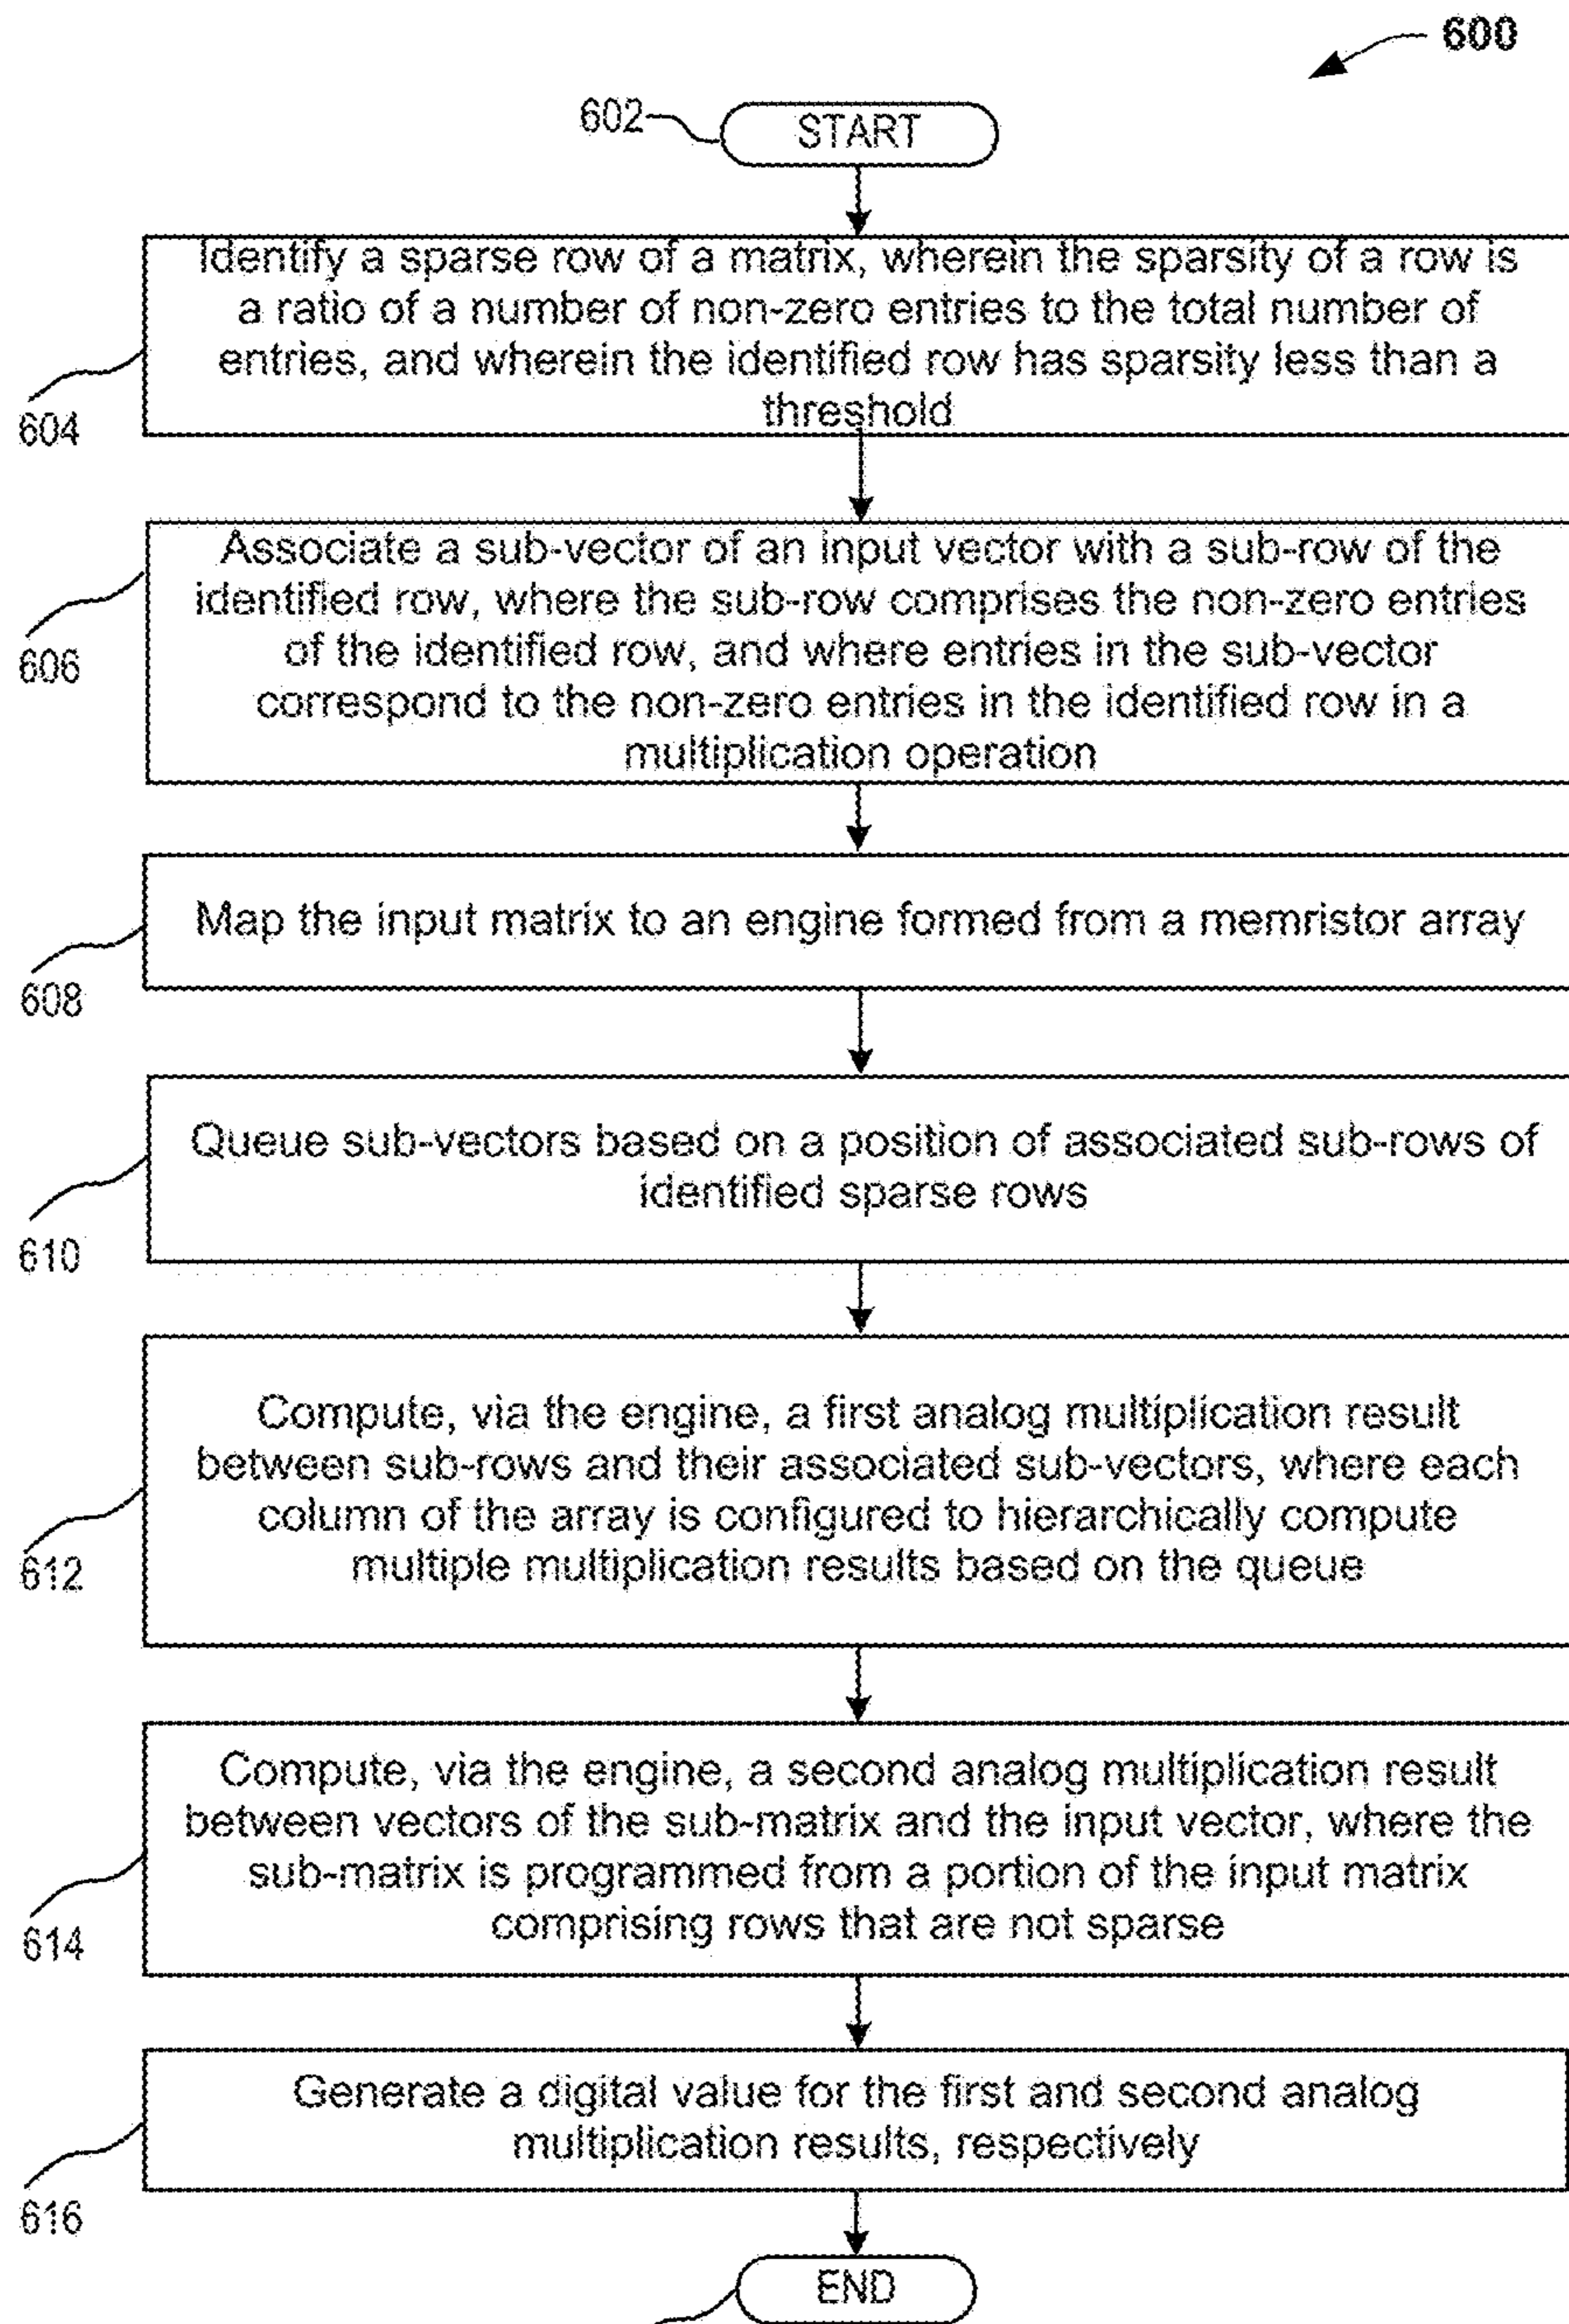 600
602
START
Identify a sparse row of a matrix, wherein the sparsity of a row is
a ratio of a number of non-zero entries to the total number of
entries, and wherein the identified row has sparsity less than a
threshold
604
Associate a sub-vector of an input vector with a sub-row of the
identified row, where the sub-row comprises the non-zero entries
of the identified row, and where entries in the sub-vector
correspond to the non-zero entries in the identified row in a
multiplication operation
606
Map the input matrix to an engine formed from a memristor array
608
Queue sub-vectors based on a position of associated sub-rows of
identified sparse rows
610
Compute, via the engine, a first analog multiplication result
between sub-rows and their associated sub-vectors, where each
column of the array is configured to hierarchically compute
multiple multiplication results based on the queue
612
Compute, via the engine, a second analog multiplication result
between vectors of the sub-matrix and the input vector, where the
sub-matrix is programmed from a portion of the input matrix
comprising rows that are not sparse
614
Generate a digital value for the first and second analog
multiplication results, respectively
616
END